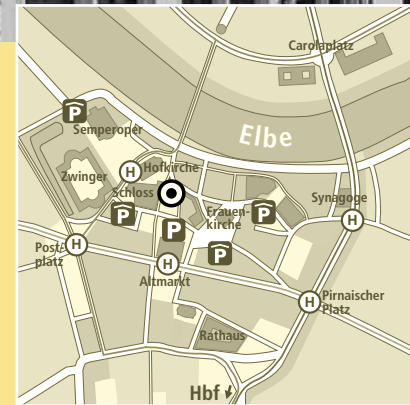 Carolaplatz
P
Semperoper
Elbe
H
Hofkirche
Zwinger
Schloss
Synagoge
P
Frauen-
kirche
P
H
P
Post-
platz
H
P
H
Altmarkt
H
Pirnaischer
Platz
Rathaus
Hbf